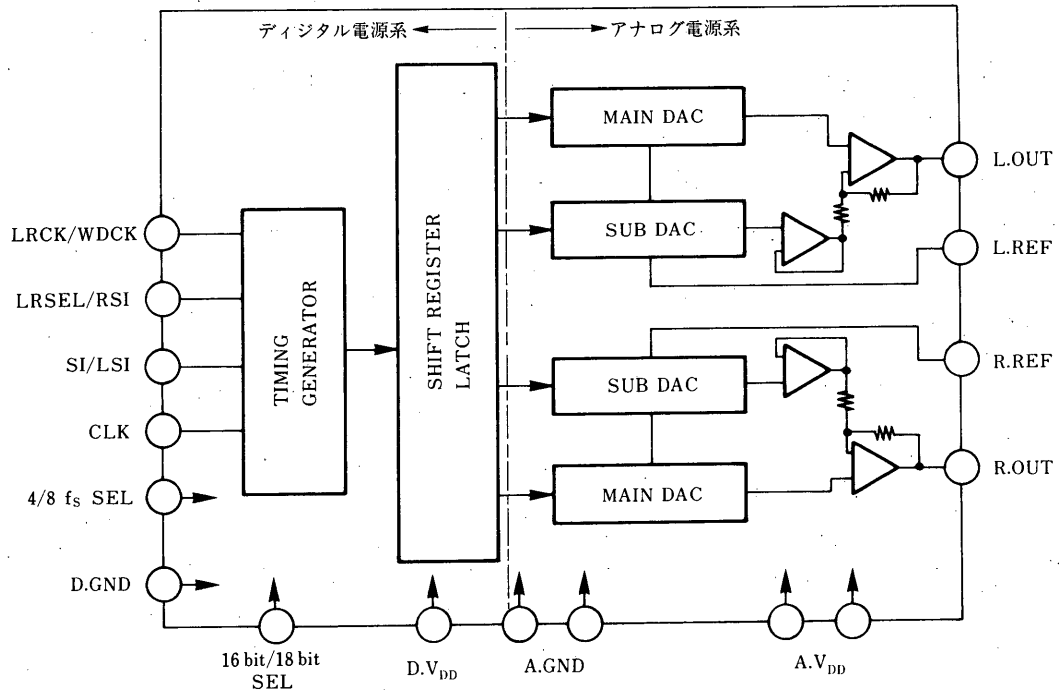 ディジタル電源系
アナログ電源系
MAIN DAC
L.OUT
LRCK/WDCK
SUB DAC
L.REF
LRSEL/RSI
TIMING
GENERATOR
SHIFT REGISTER
LATCH
SI/LSI
SUB DAC
R.REF
CLK
R.OUT
MAIN DAC
4/8 fS SEL
D.GND
16 bit/18 bit
SEL
D.VDD
A.GND
A.VDD